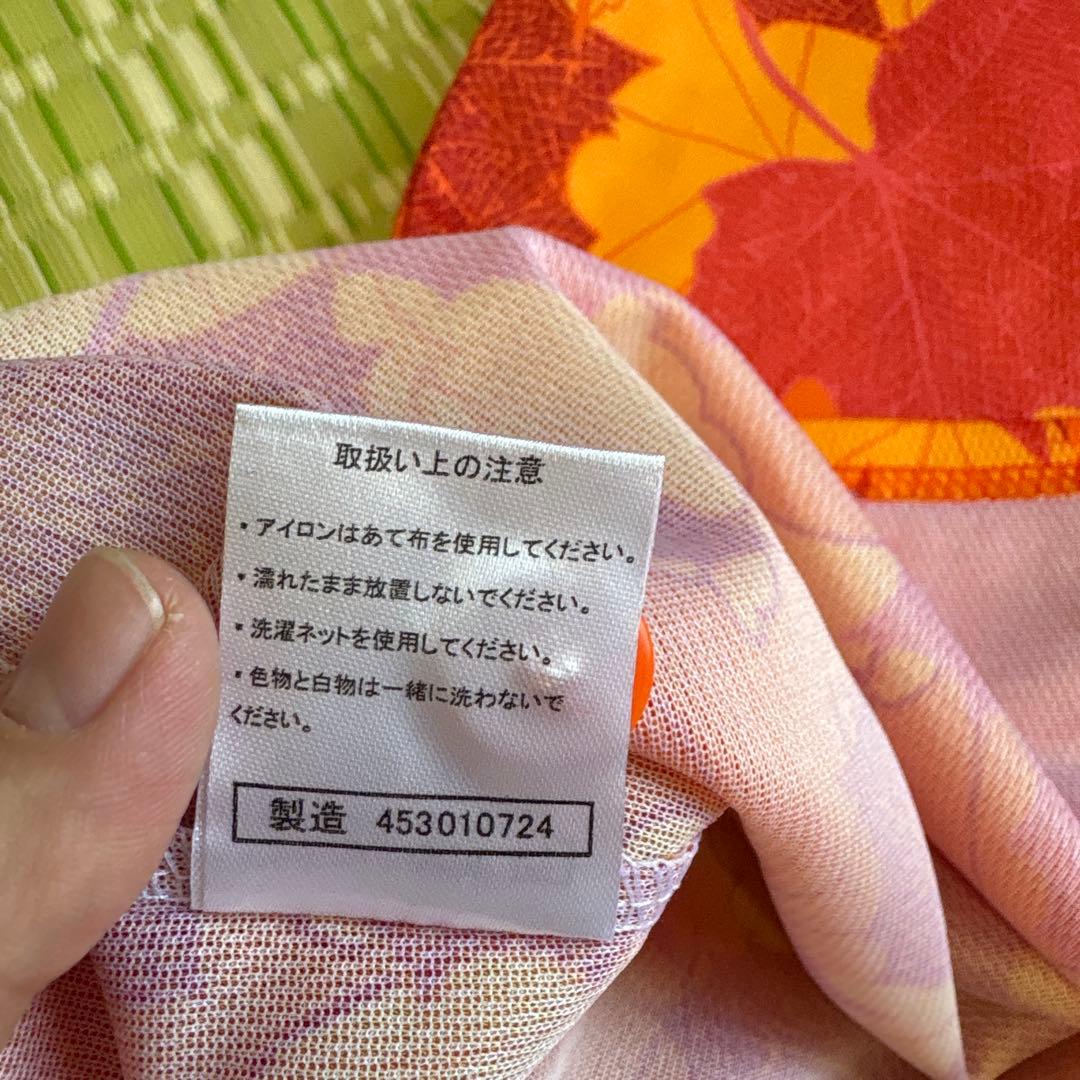 取扱い上の注意
・アイロンはあて布を使用してください。
・濡れたまま放置しないでください。
・洗濯ネットを使用してください。
・色物と白物は一緒に洗わないで
ください。
製造 453010724